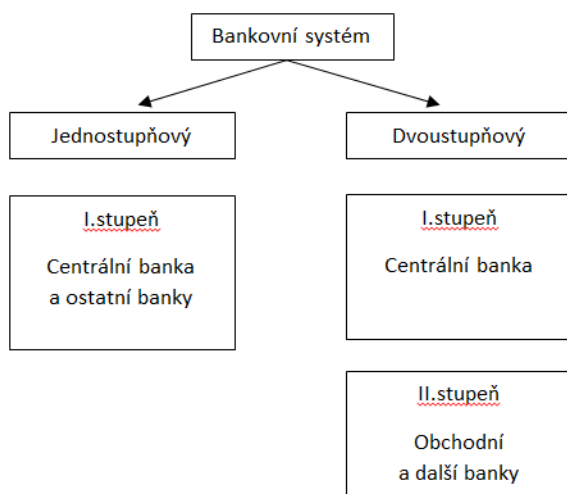 Bankovní systém
Jednostupňový
Dvoustupňový
I.stupeň
Centrální banka
a ostatní banky
I.stupeň
Centrální banka
II.stupeň
Obchodní
a další banky